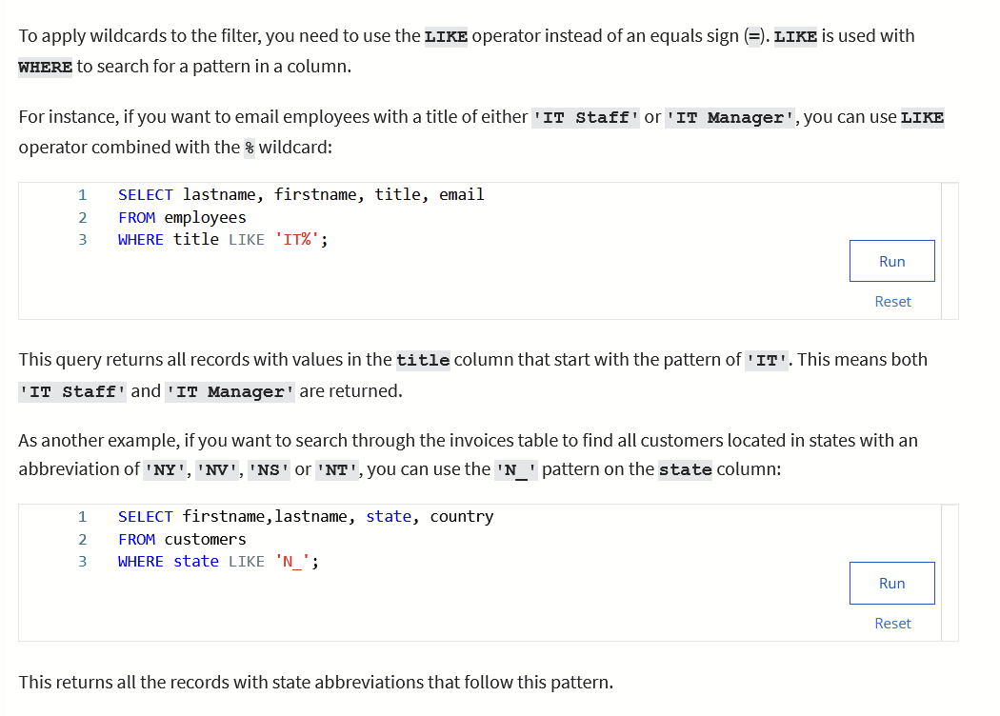 To apply wildcards to the filter, you need to use the LIKE operator instead of an equals sign (=). LIKE is used with
WHERE to search for a pattern in a column.
For instance, if you want to email employees with a title of either 'IT Staff' or 'IT Manager', you can use LIKE
operator combined with the % wildcard:
1 SELECT lastname, firstname, title, email
2 FROM employees
3 WHERE title LIKE 'IT%';
Run
Reset
This query returns all records with values in the title column that start with the pattern of 'IT'. This means both
'IT Staff' and 'IT Manager' are returned.
As another example, if you want to search through the invoices table to find all customers located in states with an
abbreviation of 'NY', 'NV', 'NS' or 'NT', you can use the 'N_' pattern on the state column:
1 SELECT firstname,lastname, state, country
2 FROM customers
3 WHERE state LIKE 'N_';
Run
Reset
This returns all the records with state abbreviations that follow this pattern.